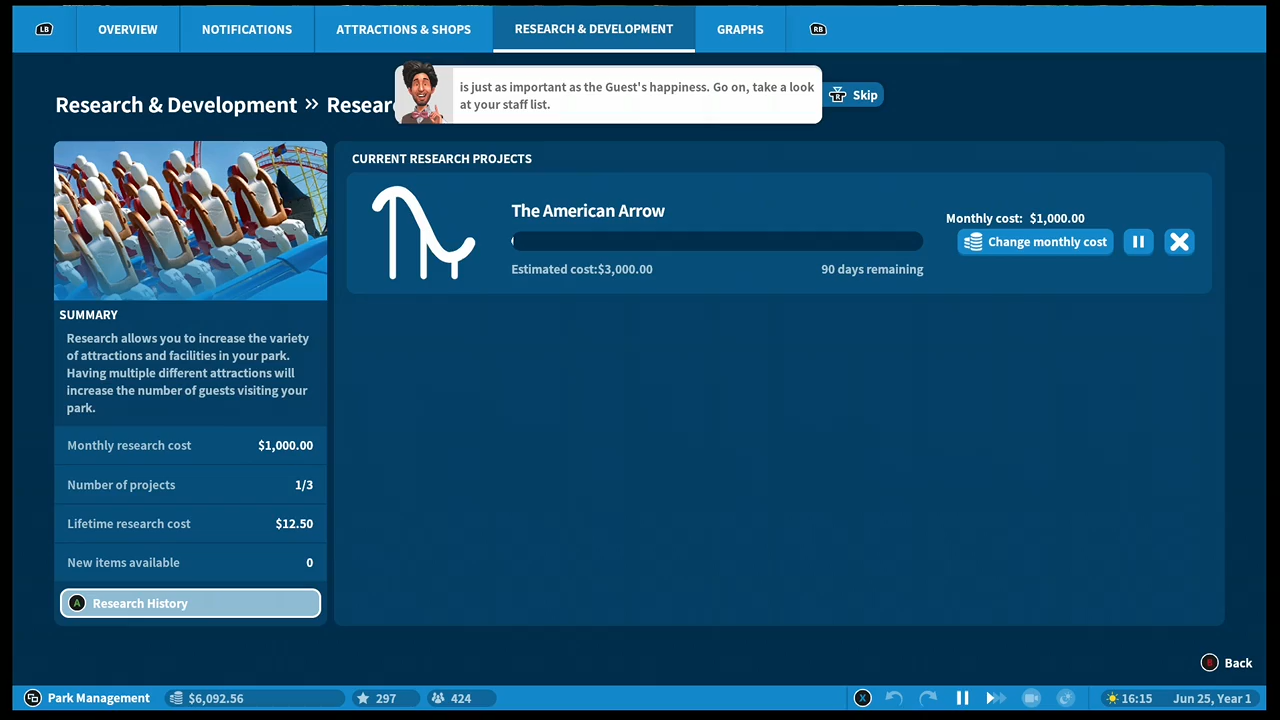 LB
OVERVIEW
NOTIFICATIONS
ATTRACTIONS & SHOPS
RESEARCH & DEVELOPMENT
GRAPHS
RB
is just as important as the Guest's happiness. Go on, take a look
at your staff list.
R
Skip
Research & Development » Resear
CURRENT RESEARCH PROJECTS
The American Arrow
Monthly cost: $1,000.00
Change monthly cost
Estimated cost:$3,000.00
90 days remaining
SUMMARY
Research allows you to increase the variety
of attractions and facilities in your park.
Having multiple different attractions will
increase the number of guests visiting your
park.
Monthly research cost $1,000.00
Number of projects 1/3
Lifetime research cost $12.50
New items available 0
A Research History
B Back
Park Management
$6,092.56
297
424
X
16:15
Jun 25, Year 1